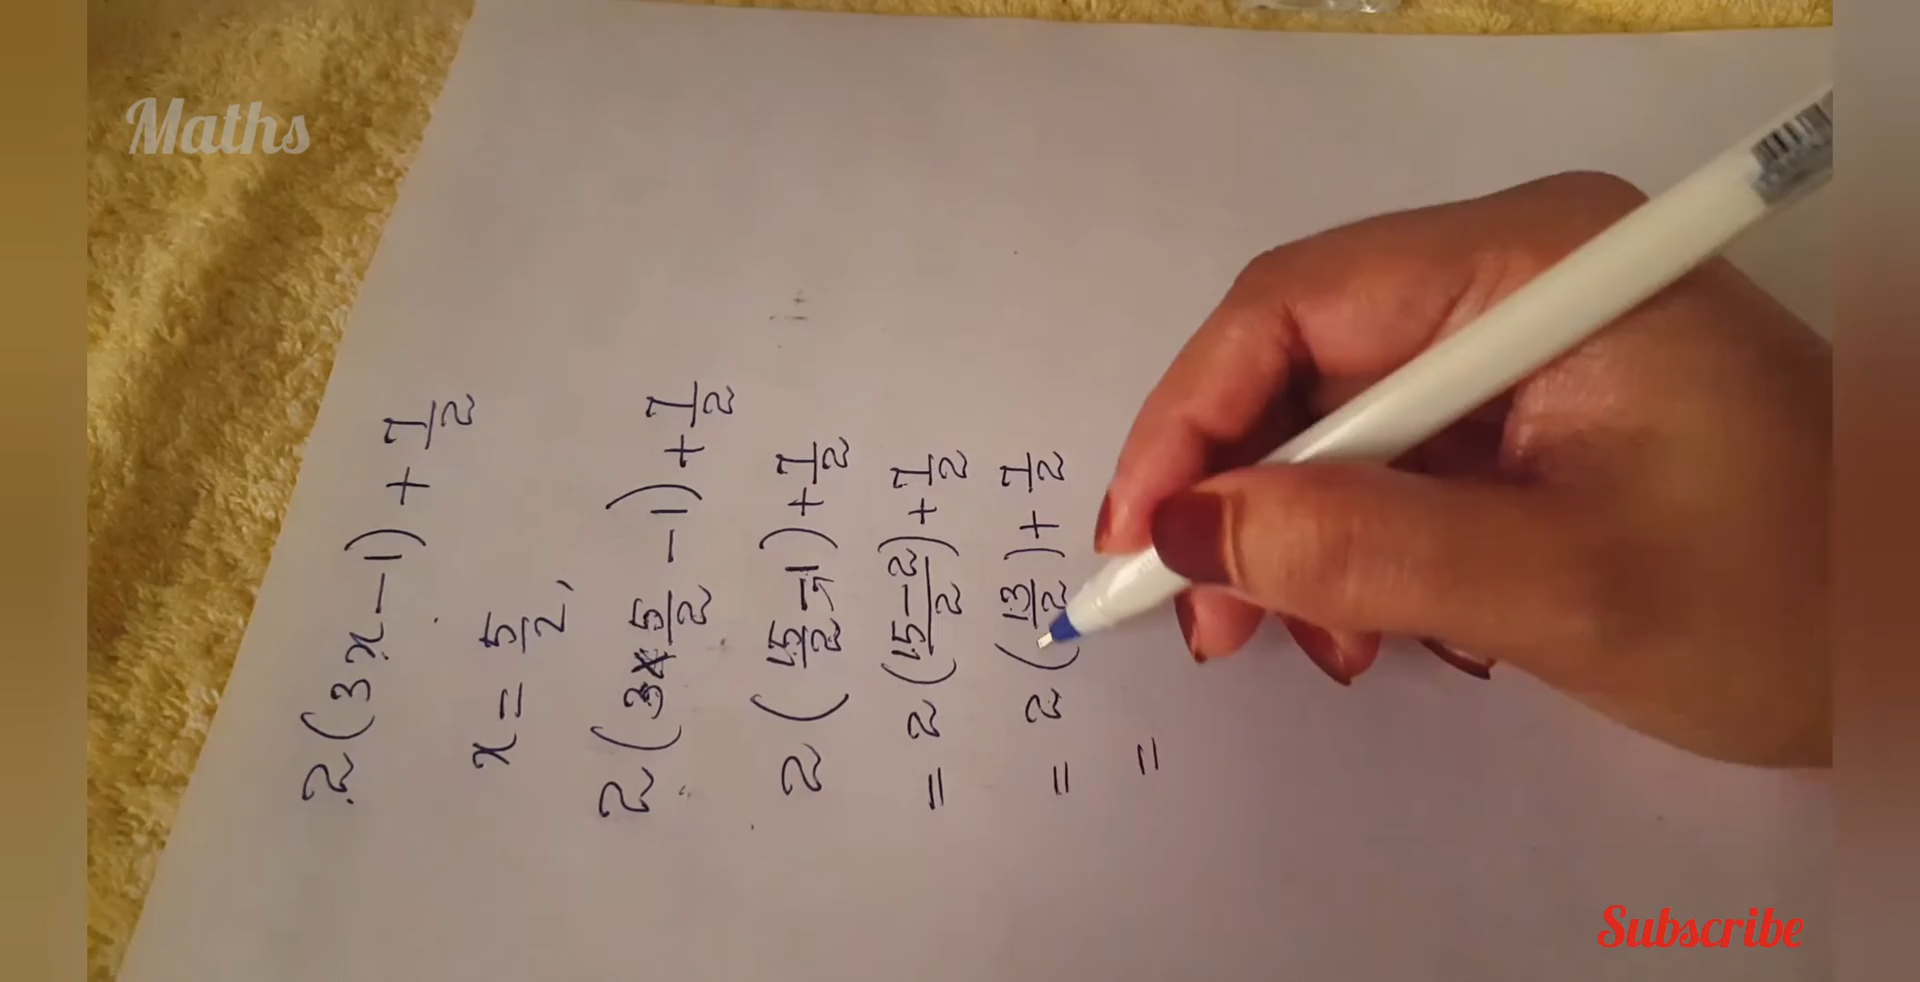 Maths
2(3x-1) + 7/2
x = 5/2,
2(3×5/2 -1) + 7/2
2(15/2 -1) + 7/2
= 2(15-2/2) + 7/2
= 2(13/2) + 7/2
=
Subscribe